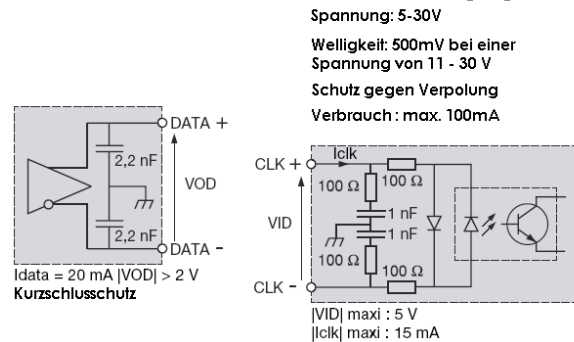 Spannung: 5-30V
Welligkeit: 500mV bei einer
Spannung von 11 - 30 V
Schutz gegen Verpolung
Verbrauch : max. 100mA
DATA +
2,2 nF
VOD
2,2 nF
DATA -
Idata = 20 mA |VOD| > 2 V
Kurzschlusschutz
Iclk
CLK +
100 Ω
100 Ω
1 nF
VID
1 nF
100 Ω
100 Ω
CLK -
|VID| maxi : 5 V
|Iclk| maxi : 15 mA